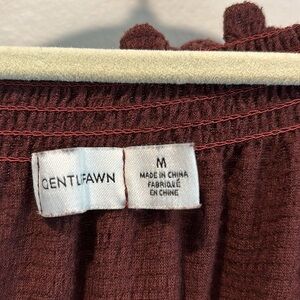 GENTLEFAWN
M
MADE IN CHINA
FABRIQUÉ
EN CHINE